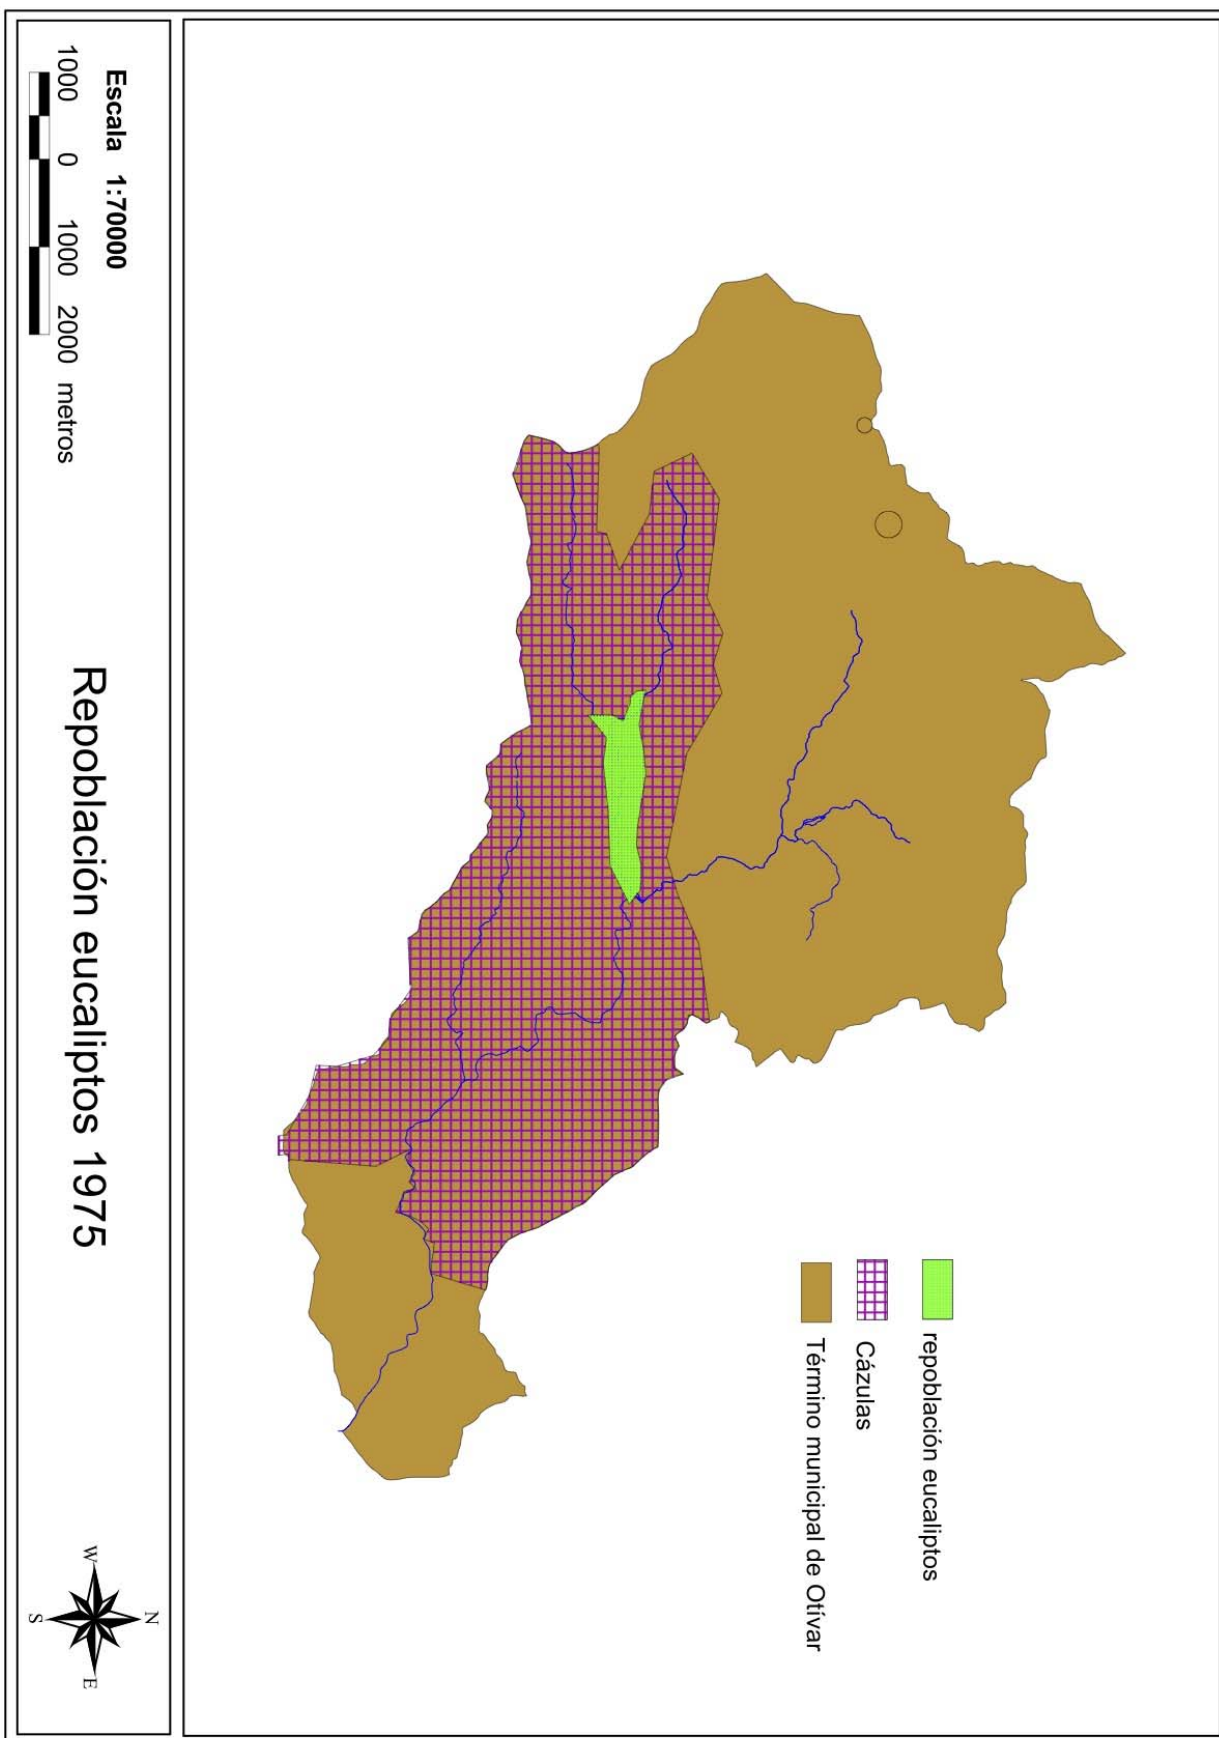 repoblación eucaliptos
Cázulas
Término municipal de Otívar
Escala 1:70000
1000 0 1000 2000 metros
Repoblación eucaliptos 1975
N
W
E
S